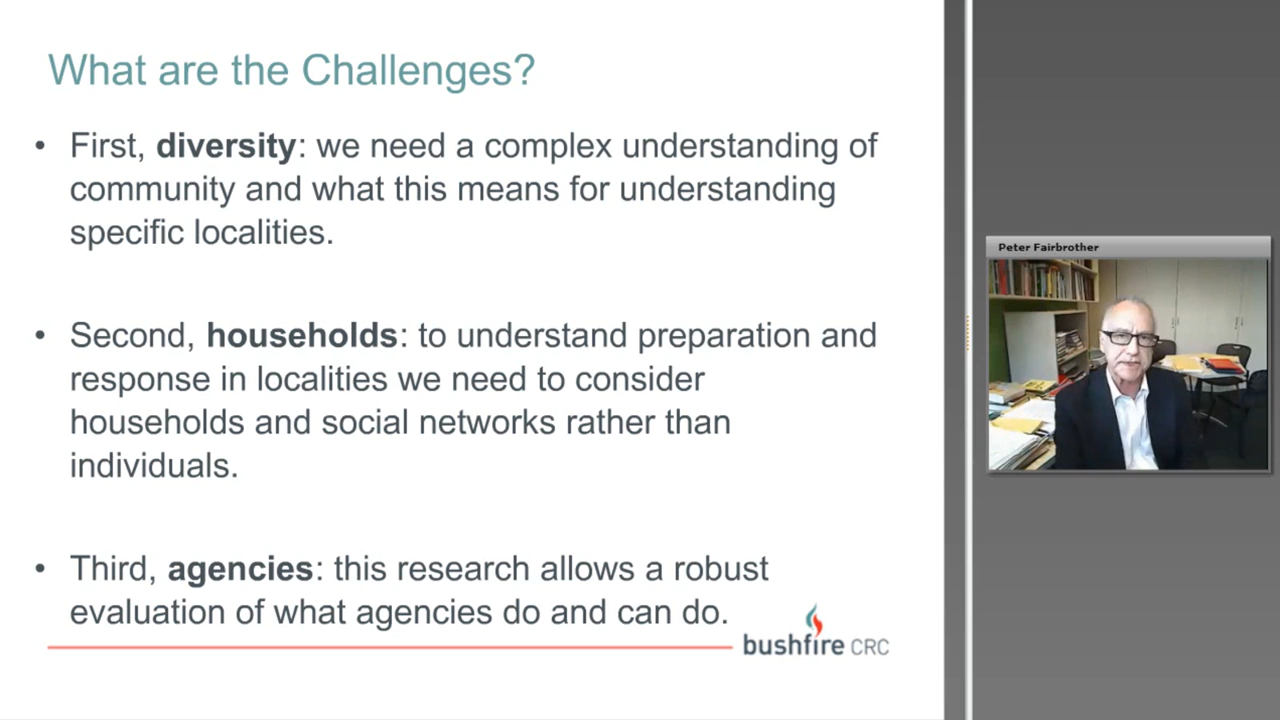 What are the Challenges?
• First, diversity: we need a complex understanding of
community and what this means for understanding
specific localities.
• Second, households: to understand preparation and
response in localities we need to consider
households and social networks rather than
individuals.
• Third, agencies: this research allows a robust
evaluation of what agencies do and can do.
bushfire CRC
Peter Fairbrother